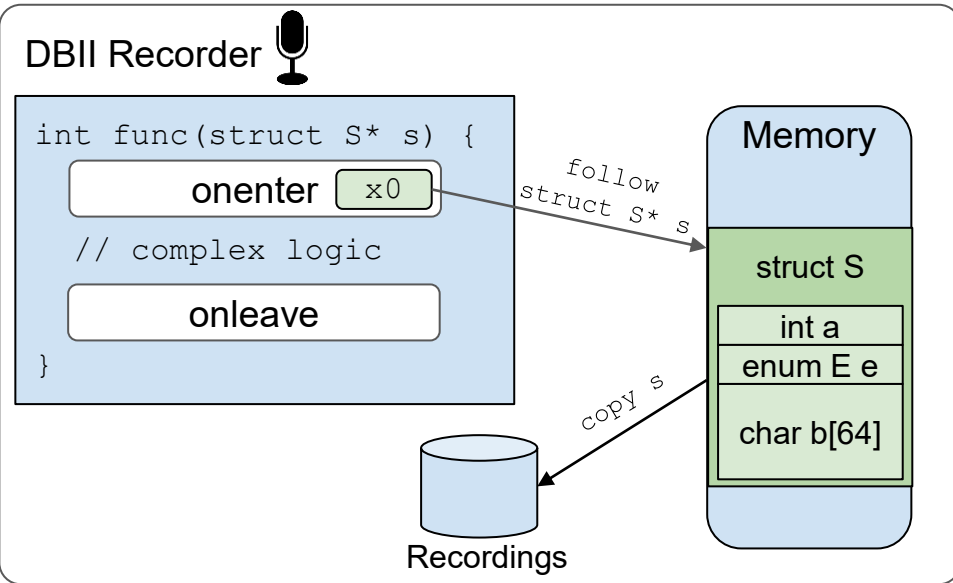 DBII Recorder
int func(struct S* s) {
onenter x0
// complex logic
onleave
}
follow
struct S* s
Memory
struct S
int a
enum E e
char b[64]
copy s
Recordings